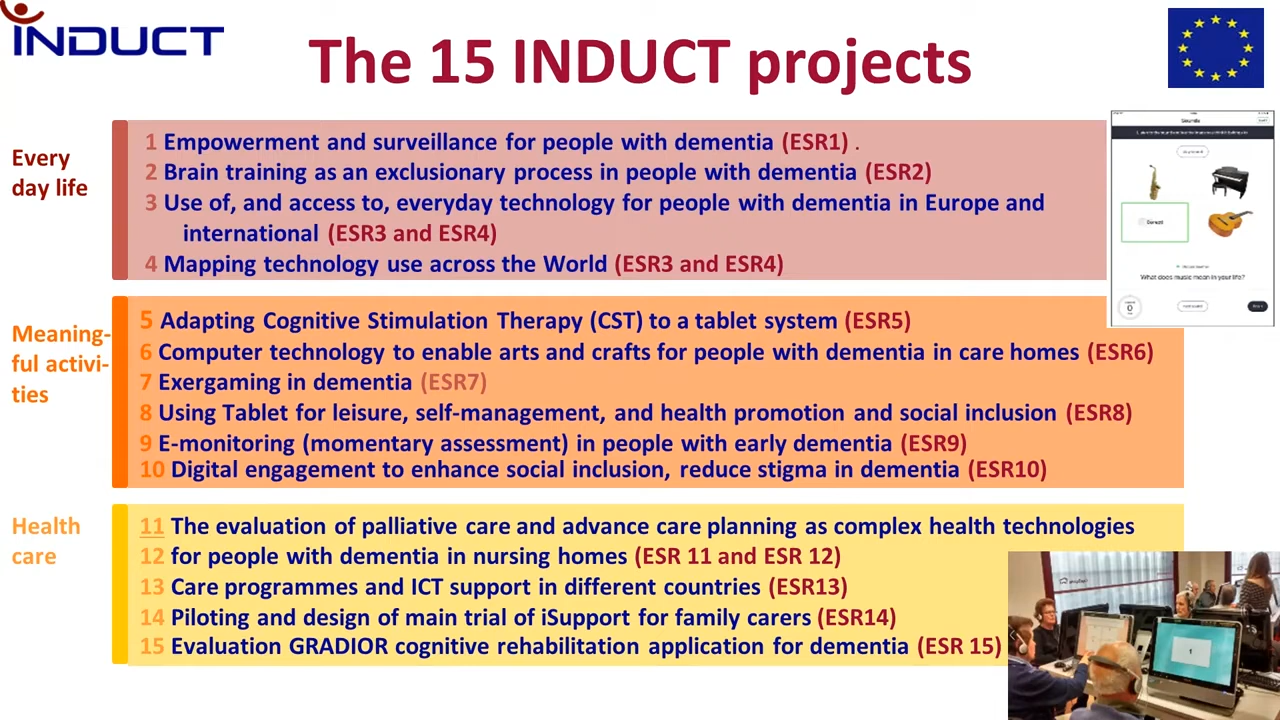 INDUCT
The 15 INDUCT projects
Every
day life
1 Empowerment and surveillance for people with dementia (ESR1) .
2 Brain training as an exclusionary process in people with dementia (ESR2)
3 Use of, and access to, everyday technology for people with dementia in Europe and
international (ESR3 and ESR4)
4 Mapping technology use across the World (ESR3 and ESR4)
What does music mean in your life?
Meaning-
ful activi-
ties
5 Adapting Cognitive Stimulation Therapy (CST) to a tablet system (ESR5)
6 Computer technology to enable arts and crafts for people with dementia in care homes (ESR6)
7 Exergaming in dementia (ESR7)
8 Using Tablet for leisure, self-management, and health promotion and social inclusion (ESR8)
9 E-monitoring (momentary assessment) in people with early dementia (ESR9)
10 Digital engagement to enhance social inclusion, reduce stigma in dementia (ESR10)
Health
care
11 The evaluation of palliative care and advance care planning as complex health technologies
12 for people with dementia in nursing homes (ESR 11 and ESR 12)
13 Care programmes and ICT support in different countries (ESR13)
14 Piloting and design of main trial of iSupport for family carers (ESR14)
15 Evaluation GRADIOR cognitive rehabilitation application for dementia (ESR 15)